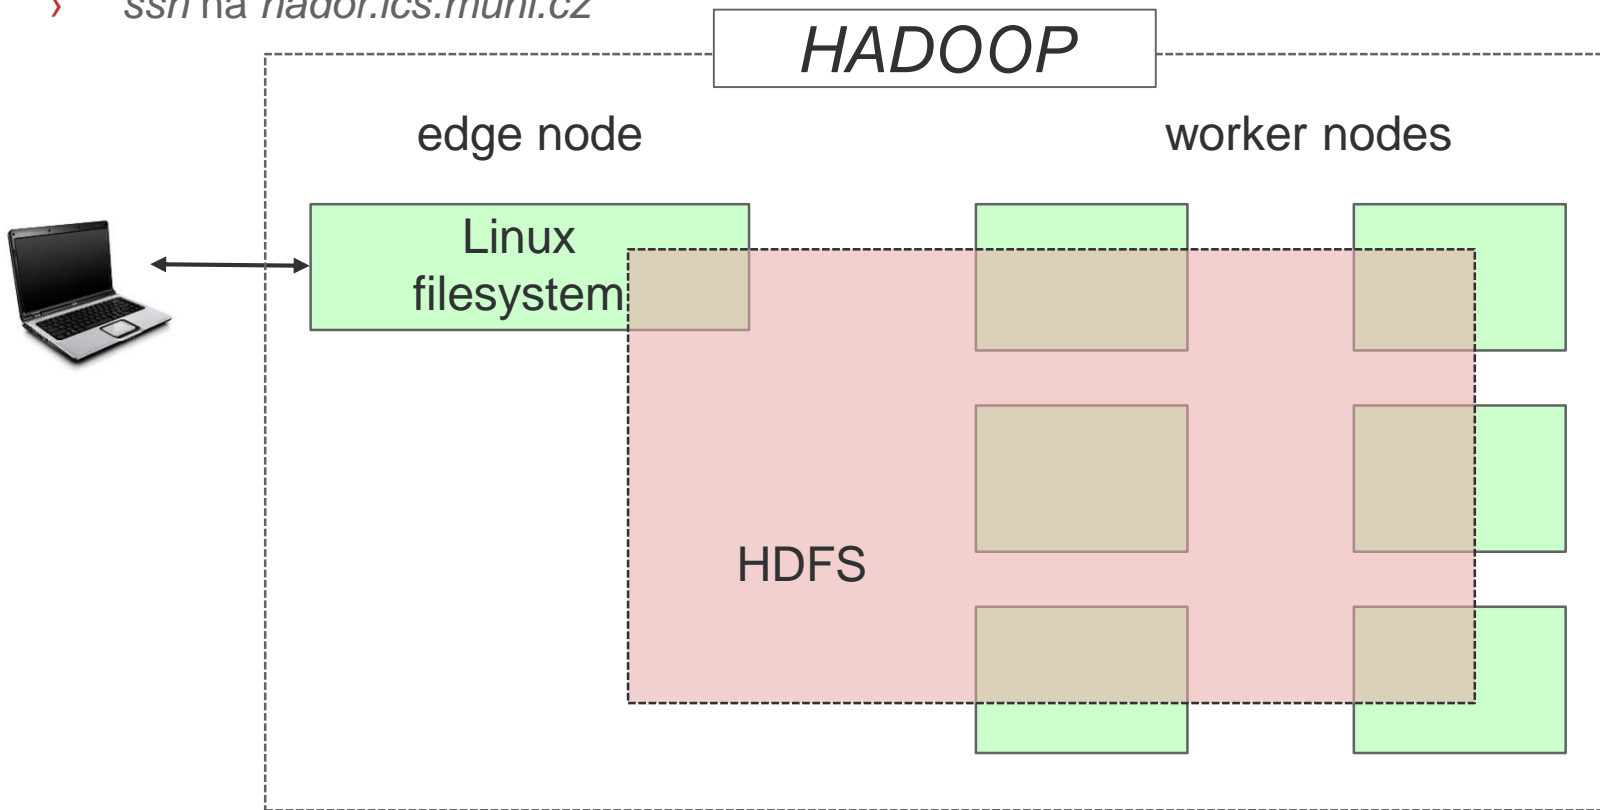 › ssh na hador.ics.muni.cz
HADOOP
edge node
worker nodes
Linux
filesystem
HDFS